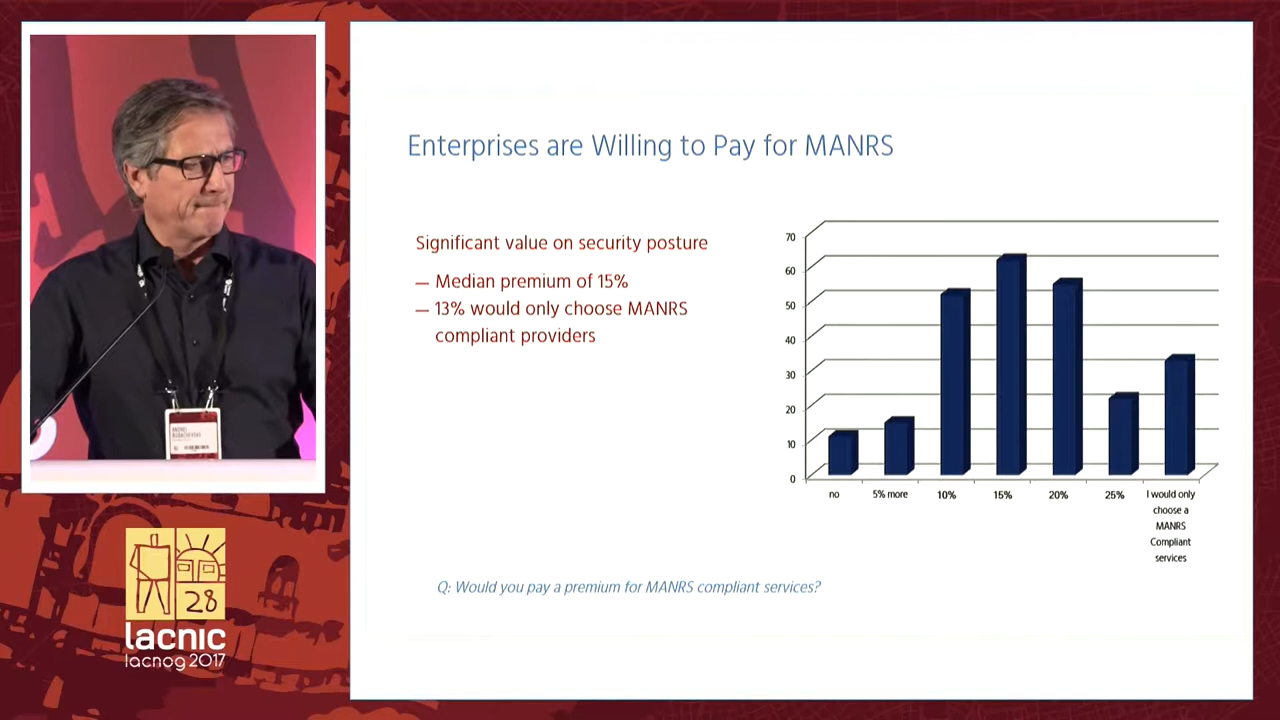 Enterprises are Willing to Pay for MANRS
Significant value on security posture
— Median premium of 15%
— 13% would only choose MANRS
compliant providers
70
60
50
40
30
20
10
0
no
5% more
10%
15%
20%
25%
I would only
choose a
MANRS
Compliant
services
Q: Would you pay a premium for MANRS compliant services?
28
lacnic
lacnog 2017